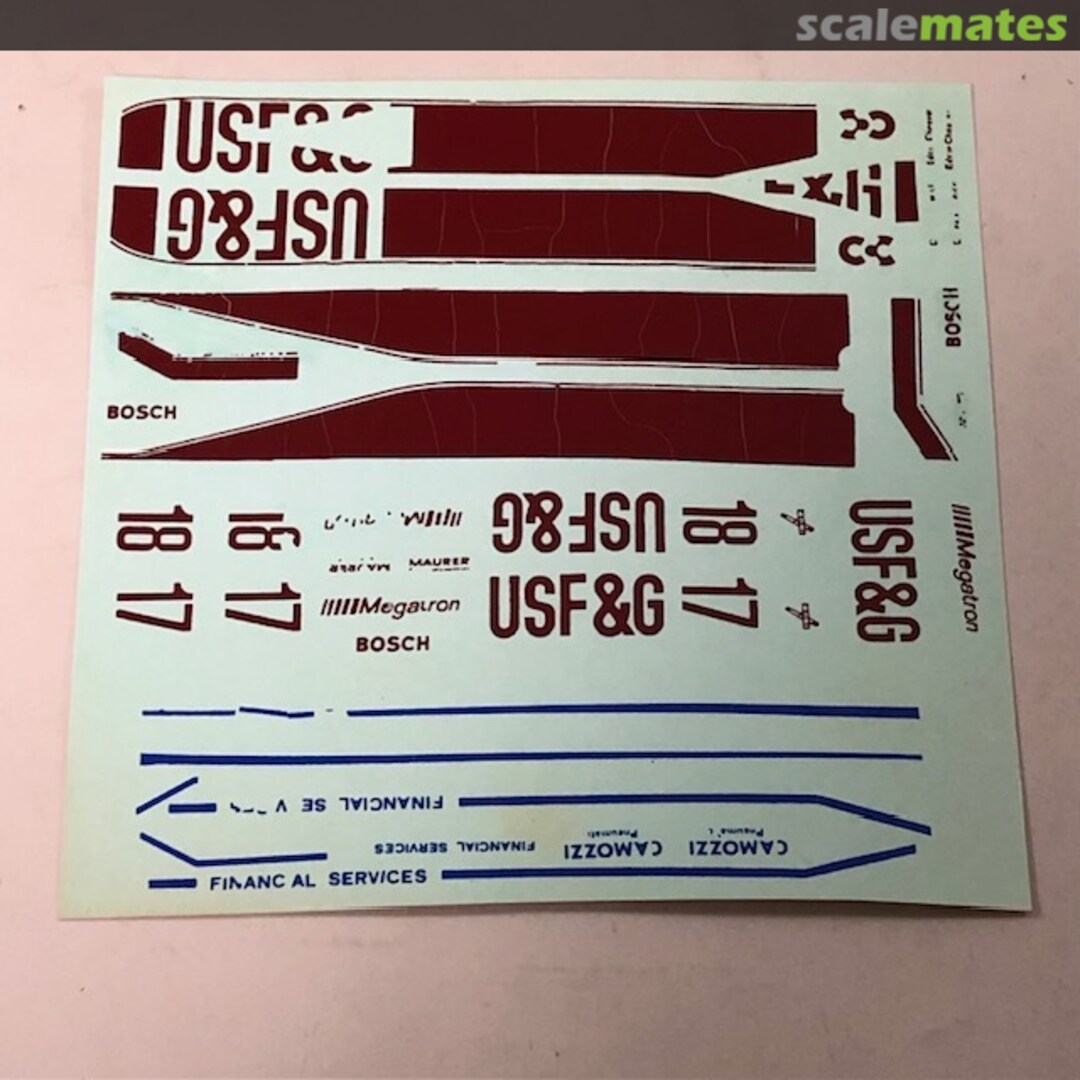 scalemates
USF&G
USF&G
BOSCH
BOSCH
18
18
USF&G
18
USF&G
Megatron
MAURER
17
17
Megatron
USF&G
17
BOSCH
FINANCIAL
FINANCIAL SERVICES
CAMOZZI
CAMOZZI
FINANC AL SERVICES